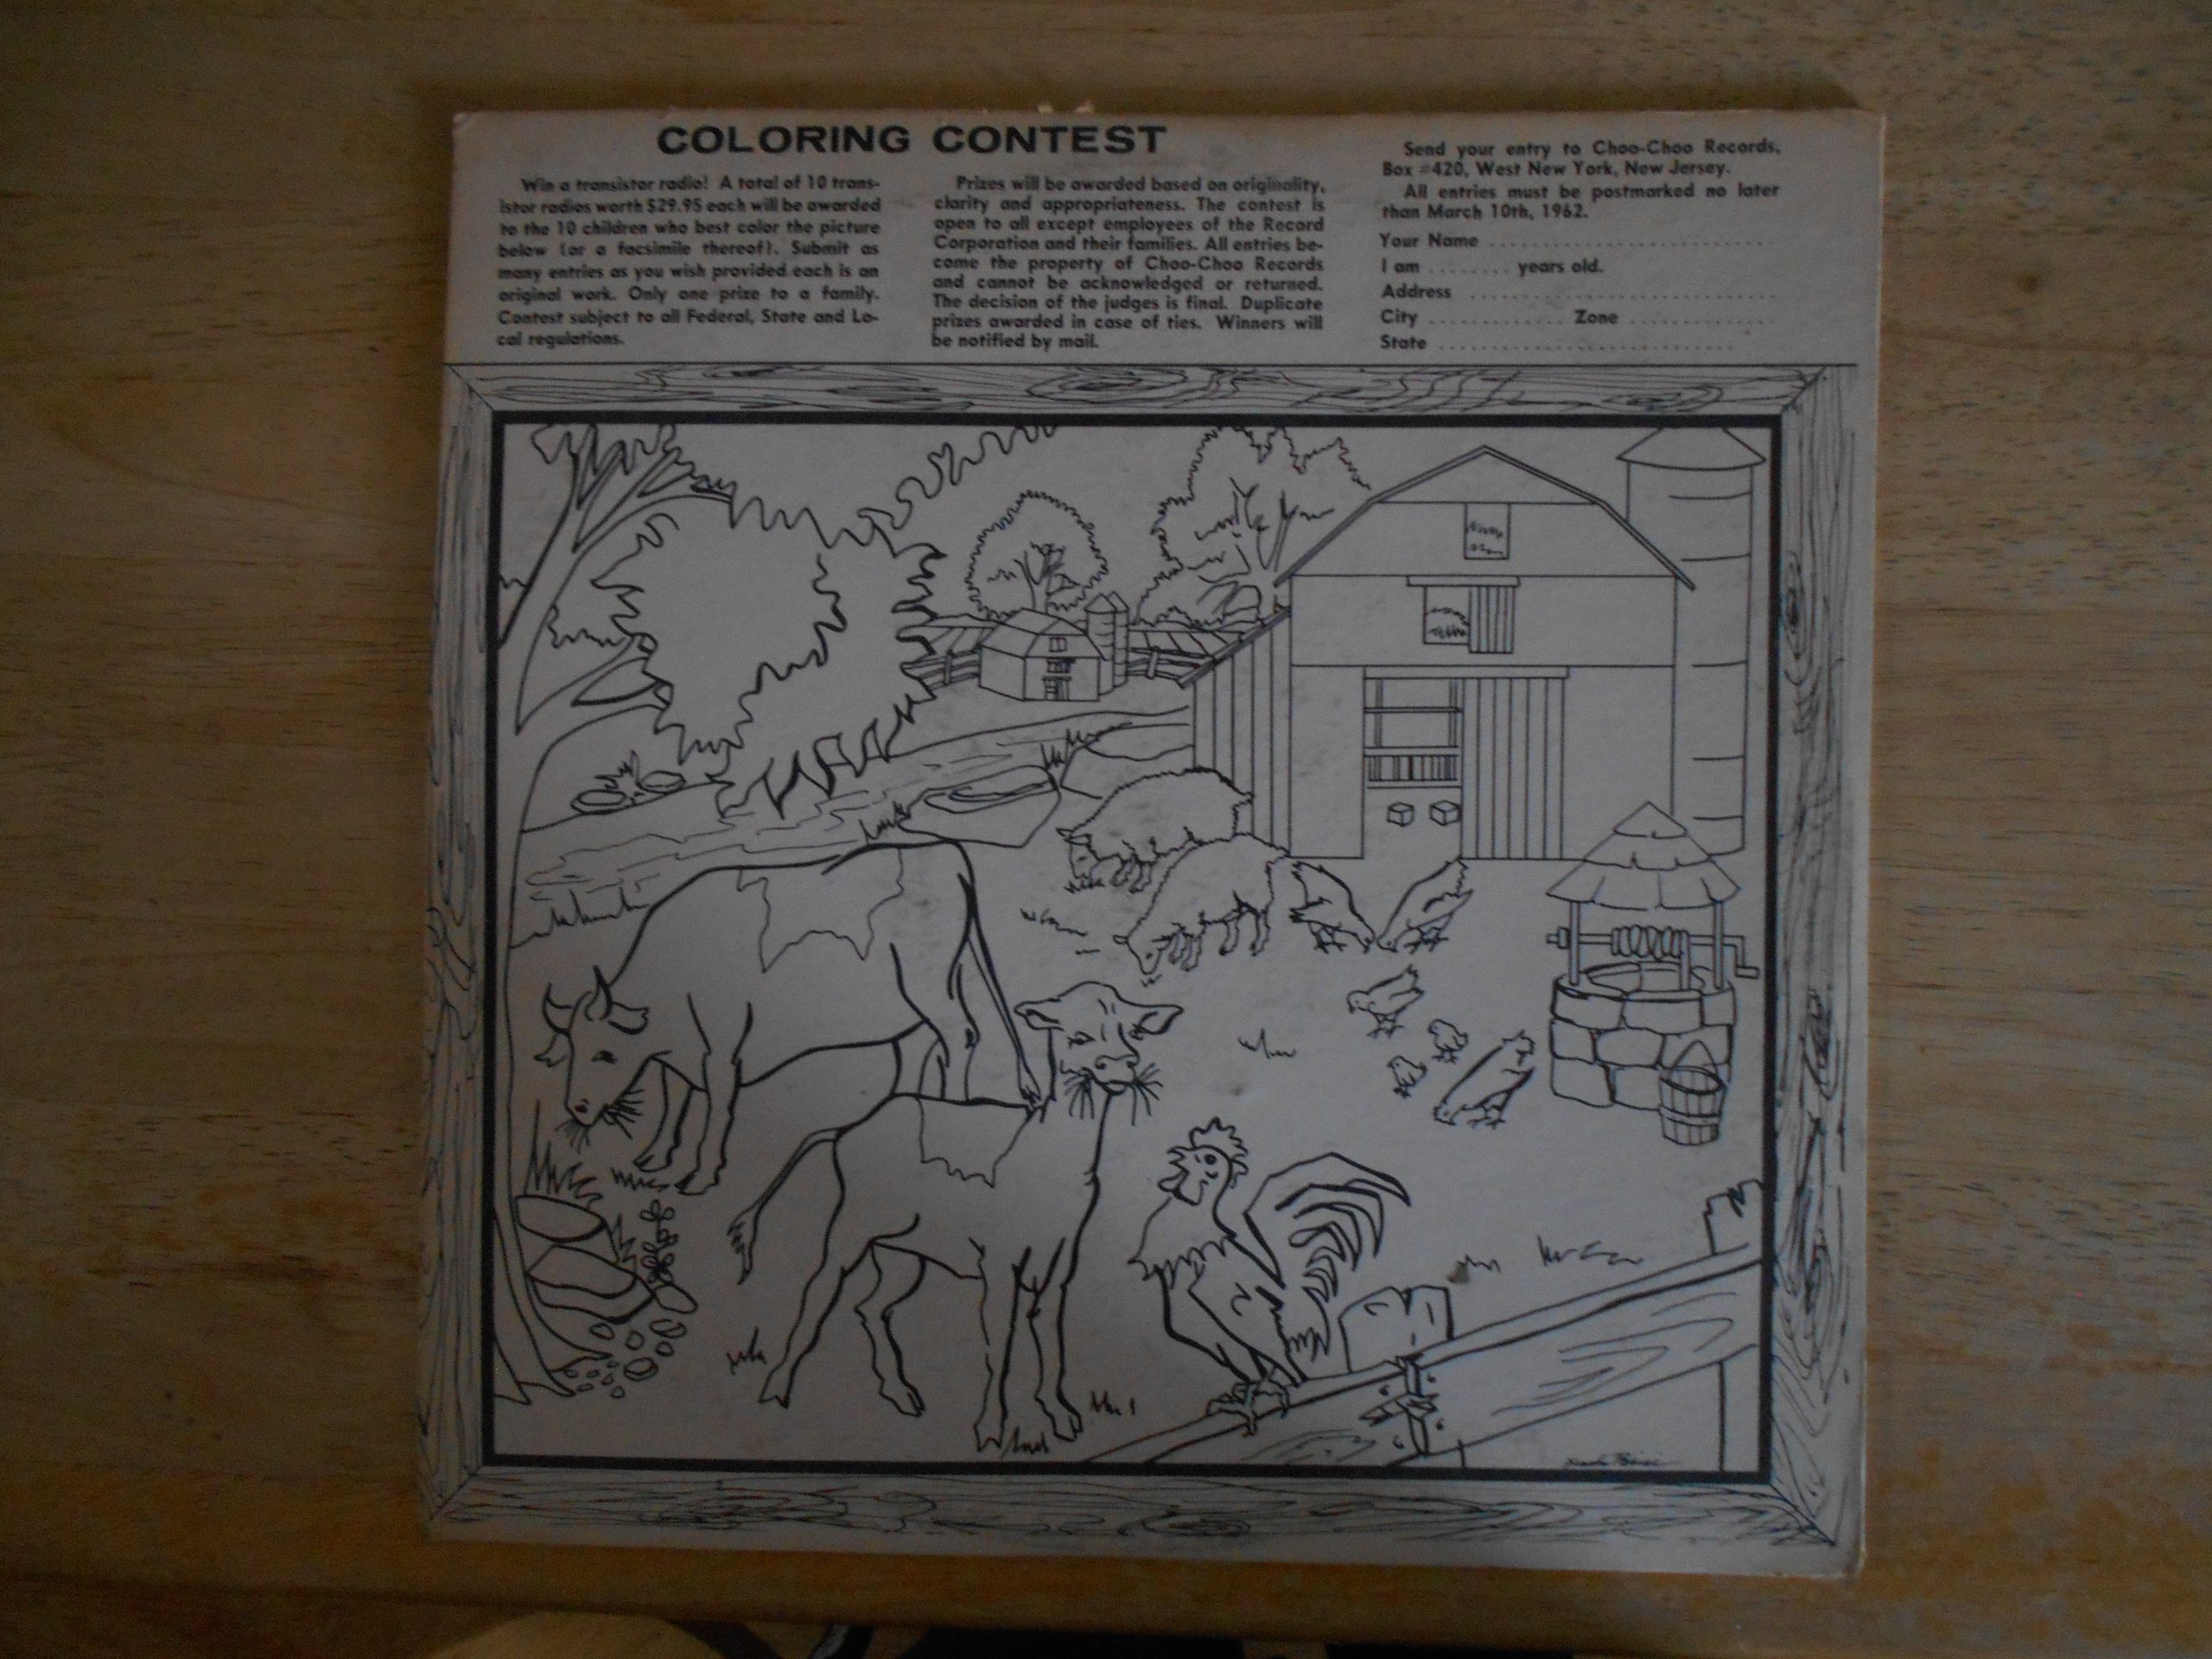 COLORING CONTEST
Win a transistor radio! A total of 10 trans-
istor radios worth $29.95 each will be awarded
to the 10 children who best color the picture
below (or a facsimile thereof). Submit as
many entries as you wish provided each is an
original work. Only one prize to a family.
Contest subject to all Federal, State and Lo-
cal regulations.
Prizes will be awarded based on originality,
clarity and appropriateness. The contest is
open to all except employees of the Record
Corporation and their families. All entries be-
come the property of Choo-Choo Records
and cannot be acknowledged or returned.
The decision of the judges is final. Duplicate
prizes awarded in case of ties. Winners will
be notified by mail.
Send your entry to Choo-Choo Records,
Box #420, West New York, New Jersey.
All entries must be postmarked no later
than March 10th, 1962.
Your Name ............................
I am ........ years old.
Address ..............................
City ............. Zone ..............
State ............................